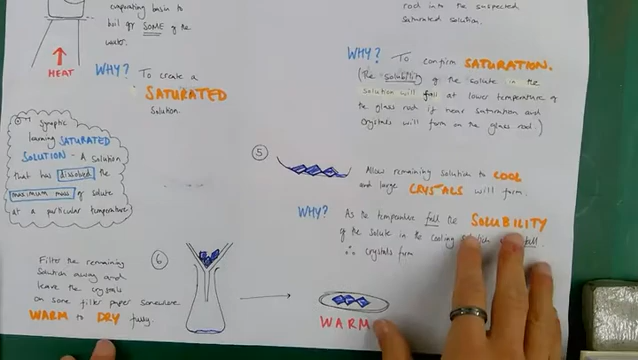 evaporating basin to
boil off SOME of the
water.
HEAT
WHY? To create a
SATURATED
solution.
Synoptic
learning SATURATED
SOLUTION - A solution
that has dissolved the
maximum mass of solute
at a particular temperature.
rod into the suspected
saturated solution.
WHY? To confirm SATURATION.
(The solubility of the solute in the
solution will fall at lower temperature of
the glass rod if near saturation and
crystals will form on the glass rod.)
5
Allow remaining solution to COOL
and large CRYSTALS will form.
WHY? As the temperature fall the SOLUBILITY
of the solute in the cooling solution fall
∴ crystals form
6
Filter the remaining
solution away and
leave the crystals
on some filter paper somewhere
WARM to DRY fully.
WARM